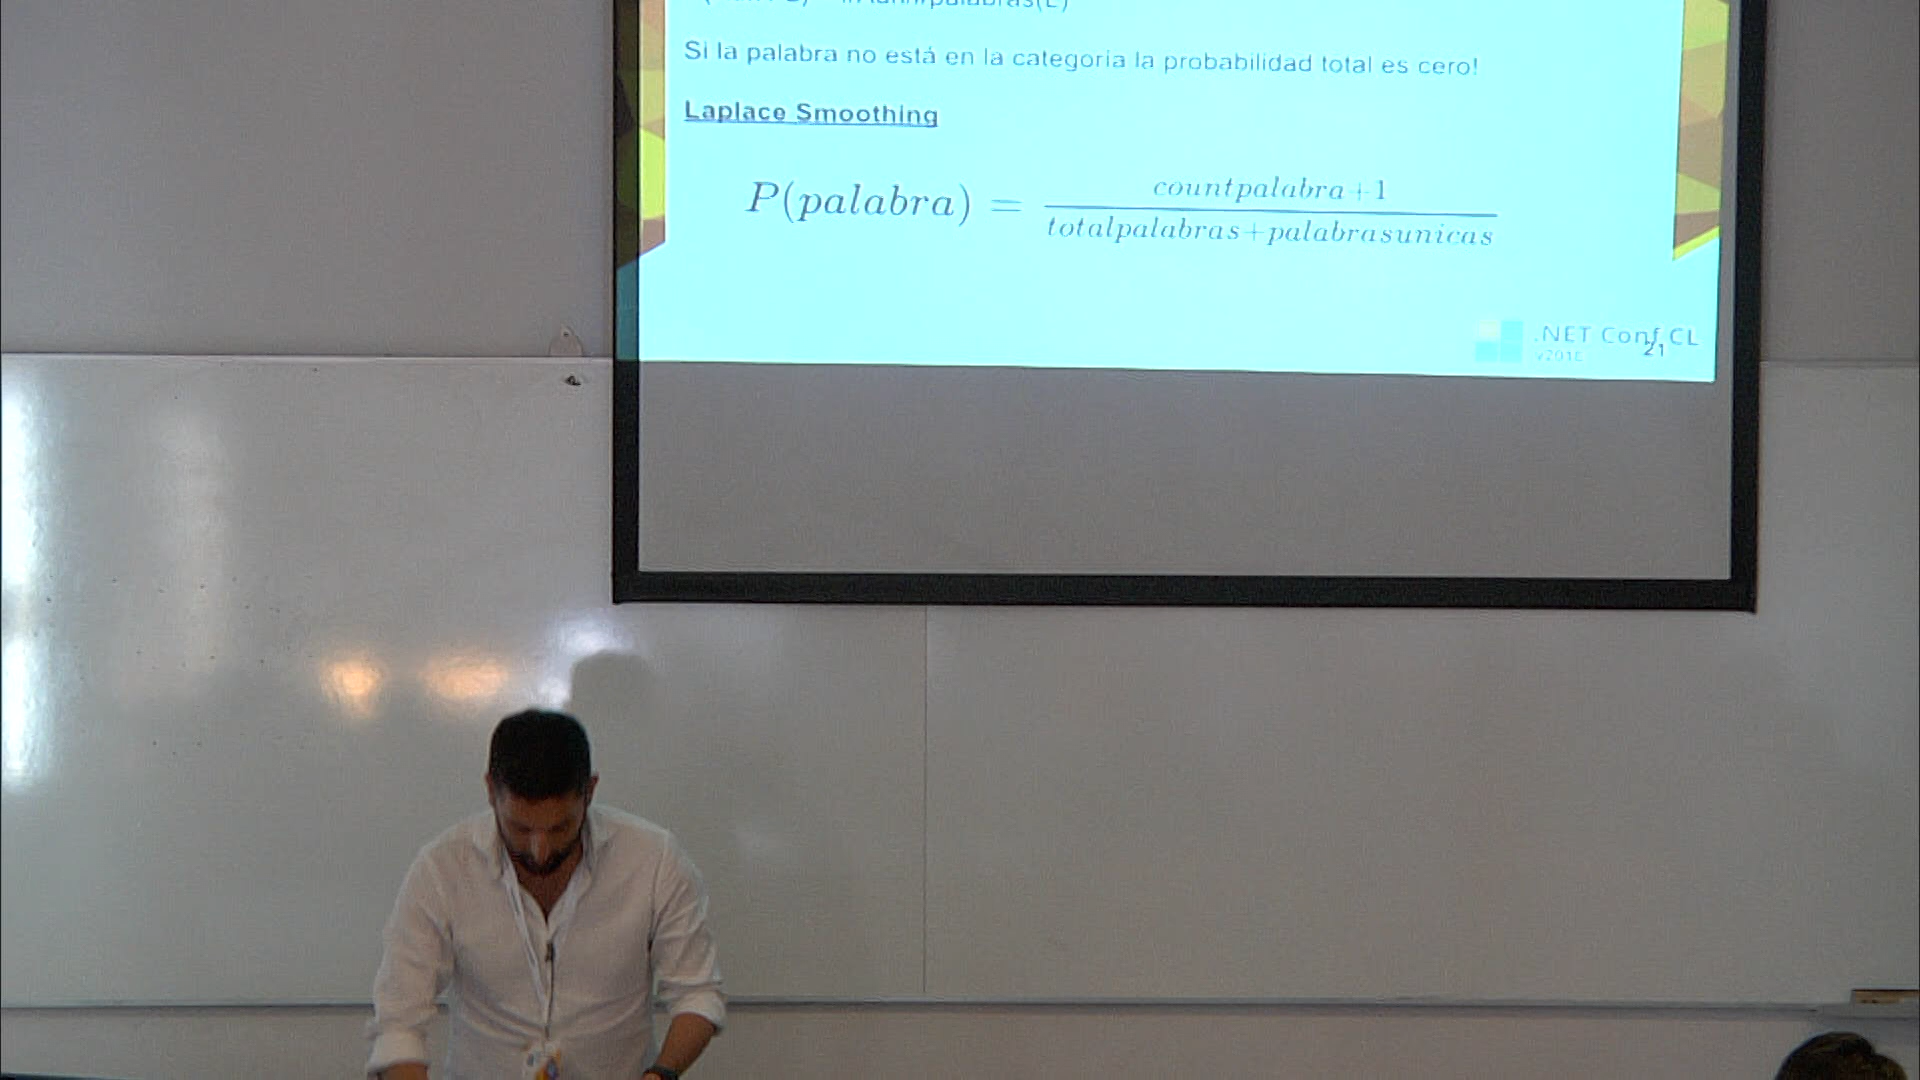 Si la palabra no está en la categoria la probabilidad total es cero!
Laplace Smoothing
P(palabra) = countpalabra+1 / totalpalabras+palabrasunicas
.NET Conf CL
21